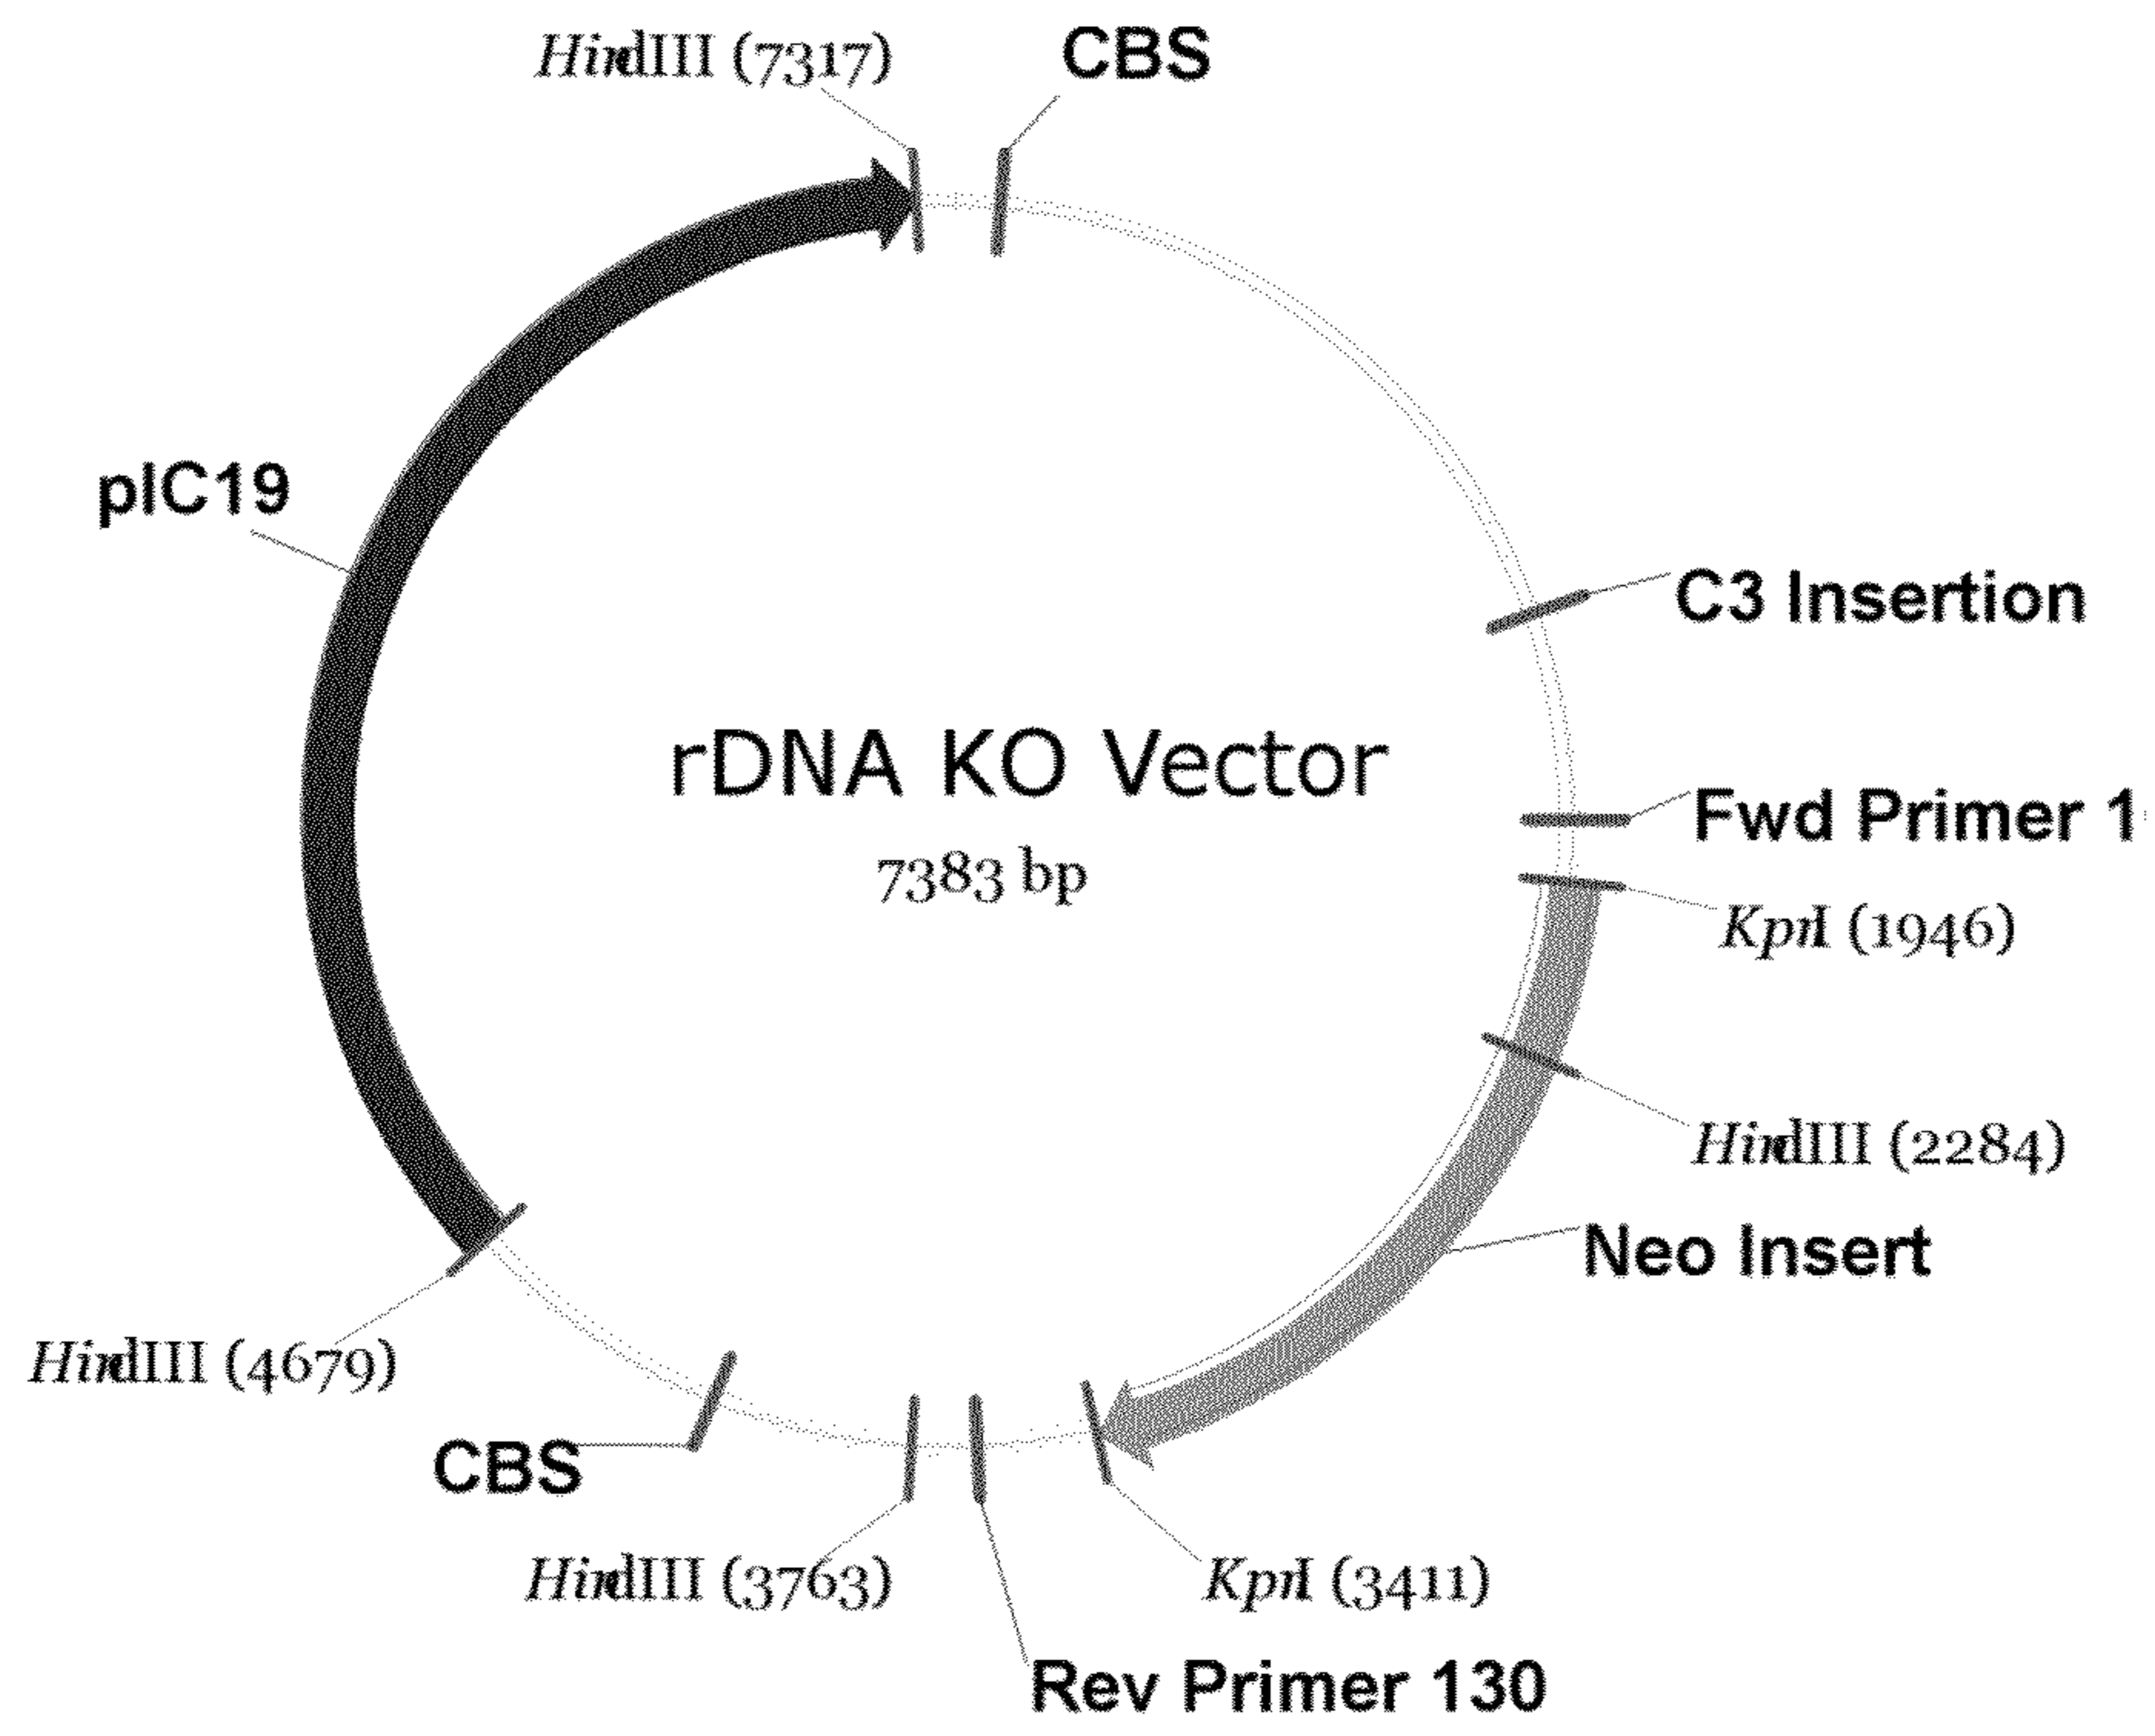 HindIII (7317)
CBS
pIC19
C3 Insertion
rDNA KO Vector
7383 bp
Fwd Primer 1
KpnI (1946)
HindIII (2284)
Neo Insert
HindIII (4679)
CBS
HindIII (3763)
KpnI (3411)
Rev Primer 130